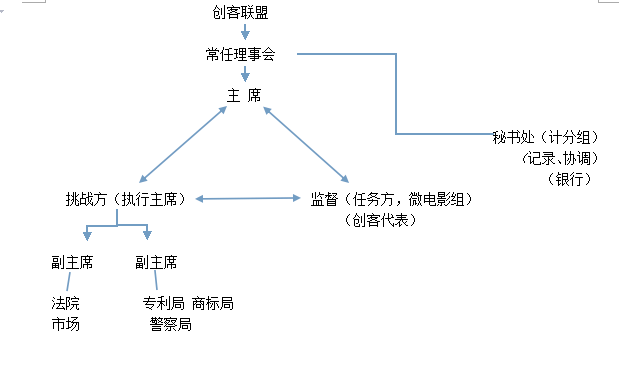 创客联盟
常任理事会
主 席
秘书处（计分组）
（记录、协调）
（银行）
挑战方（执行主席） 监督（任务方，微电影组）
（创客代表）
副主席 副主席
法院 专利局 商标局
市场 警察局